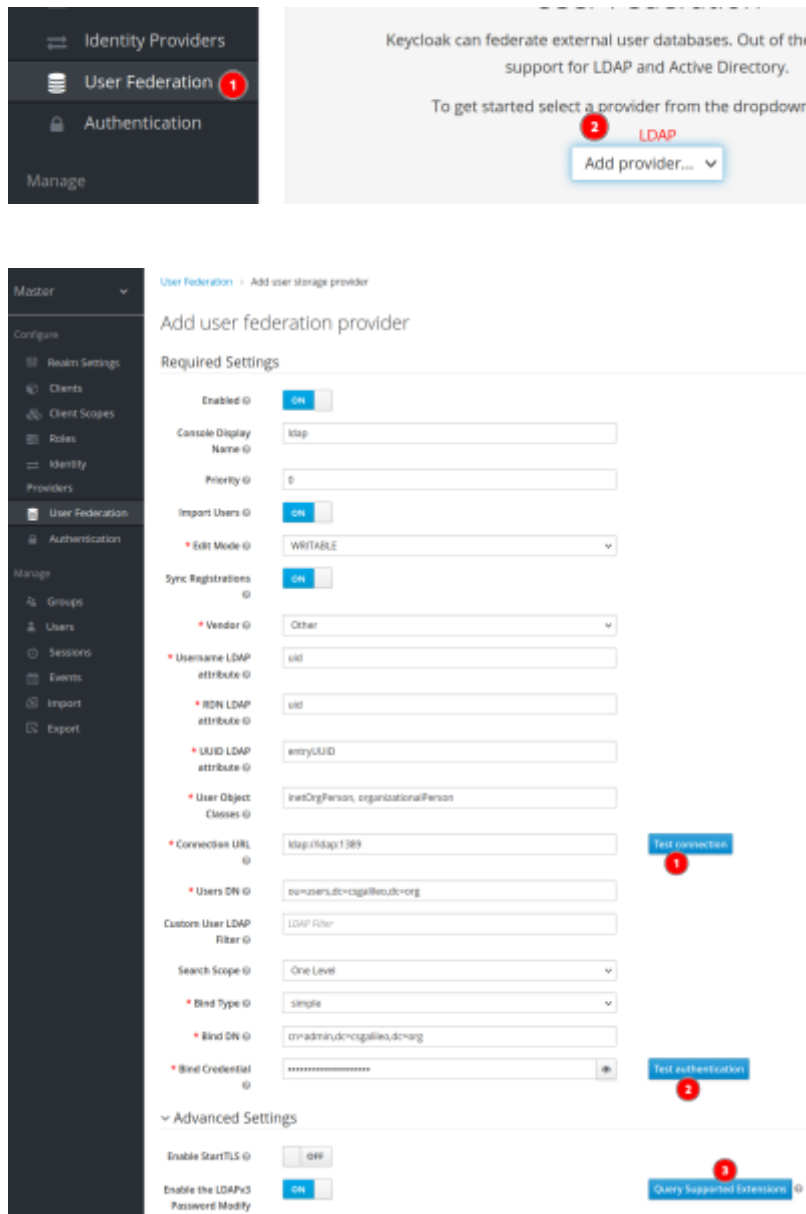 Identity Providers
User Federation 1
Authentication
Manage
Keycloak can federate external user databases. Out of the
support for LDAP and Active Directory.
To get started select a provider from the dropdown
2 LDAP
Add provider...
Master
Configure
Realm Settings
Clients
Client Scopes
Roles
Identity
Providers
User Federation
Authentication
Manage
Groups
Users
Sessions
Events
Import
Export
User Federation > Add user storage provider
Add user federation provider
Required Settings
Enabled
ON
Console Display
Name
ldap
Priority
0
Import Users
ON
* Edit Mode
WRITABLE
Sync Registrations
ON
* Vendor
Other
* Username LDAP
attribute
uid
* RDN LDAP
attribute
uid
* UUID LDAP
attribute
entryUUID
* User Object
Classes
inetOrgPerson, organizationalPerson
* Connection URL
ldap://ldap:1389
Test connection
1
* Users DN
ou=users,dc=csgalileo,dc=org
Custom User LDAP
Filter
LDAP Filter
Search Scope
One Level
* Bind Type
simple
* Bind DN
cn=admin,dc=csgalileo,dc=org
* Bind Credential
Test authentication
2
Advanced Settings
Enable StartTLS
OFF
3
Enable the LDAPv3
Password Modify
ON
Query Supported Extensions